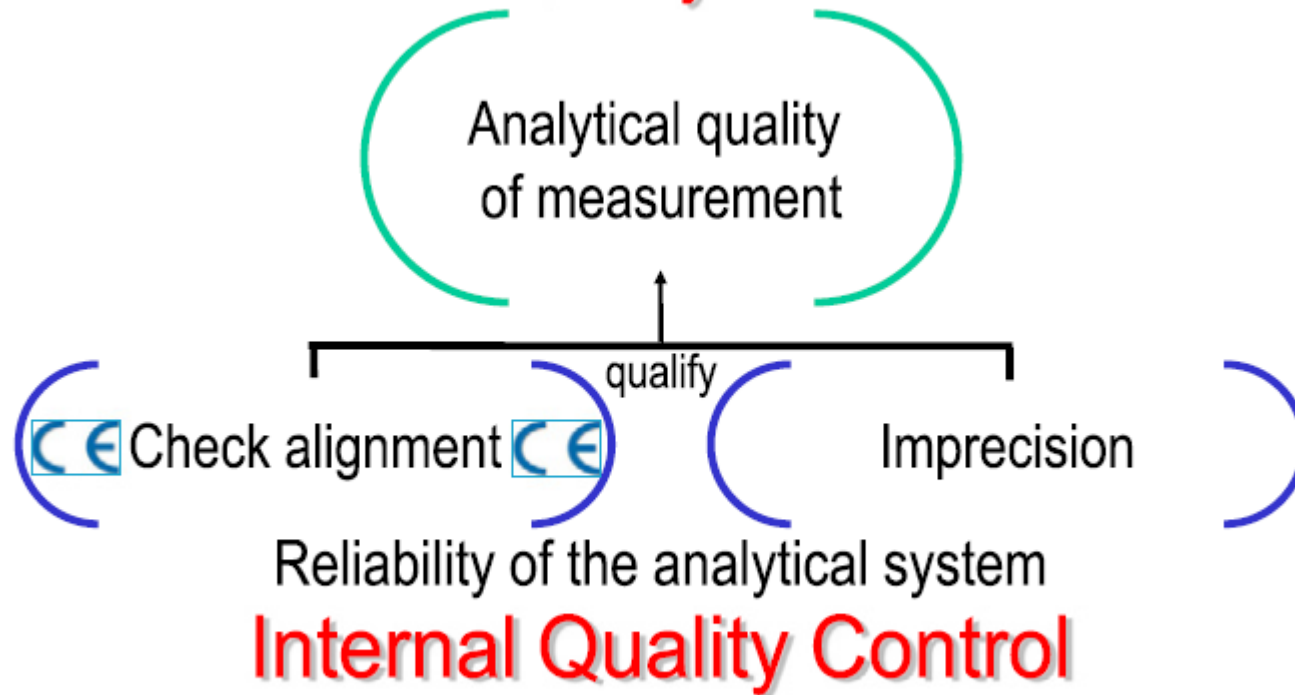 Analytical quality
of measurement
qualify
CE Check alignment CE
Imprecision
Reliability of the analytical system
Internal Quality Control